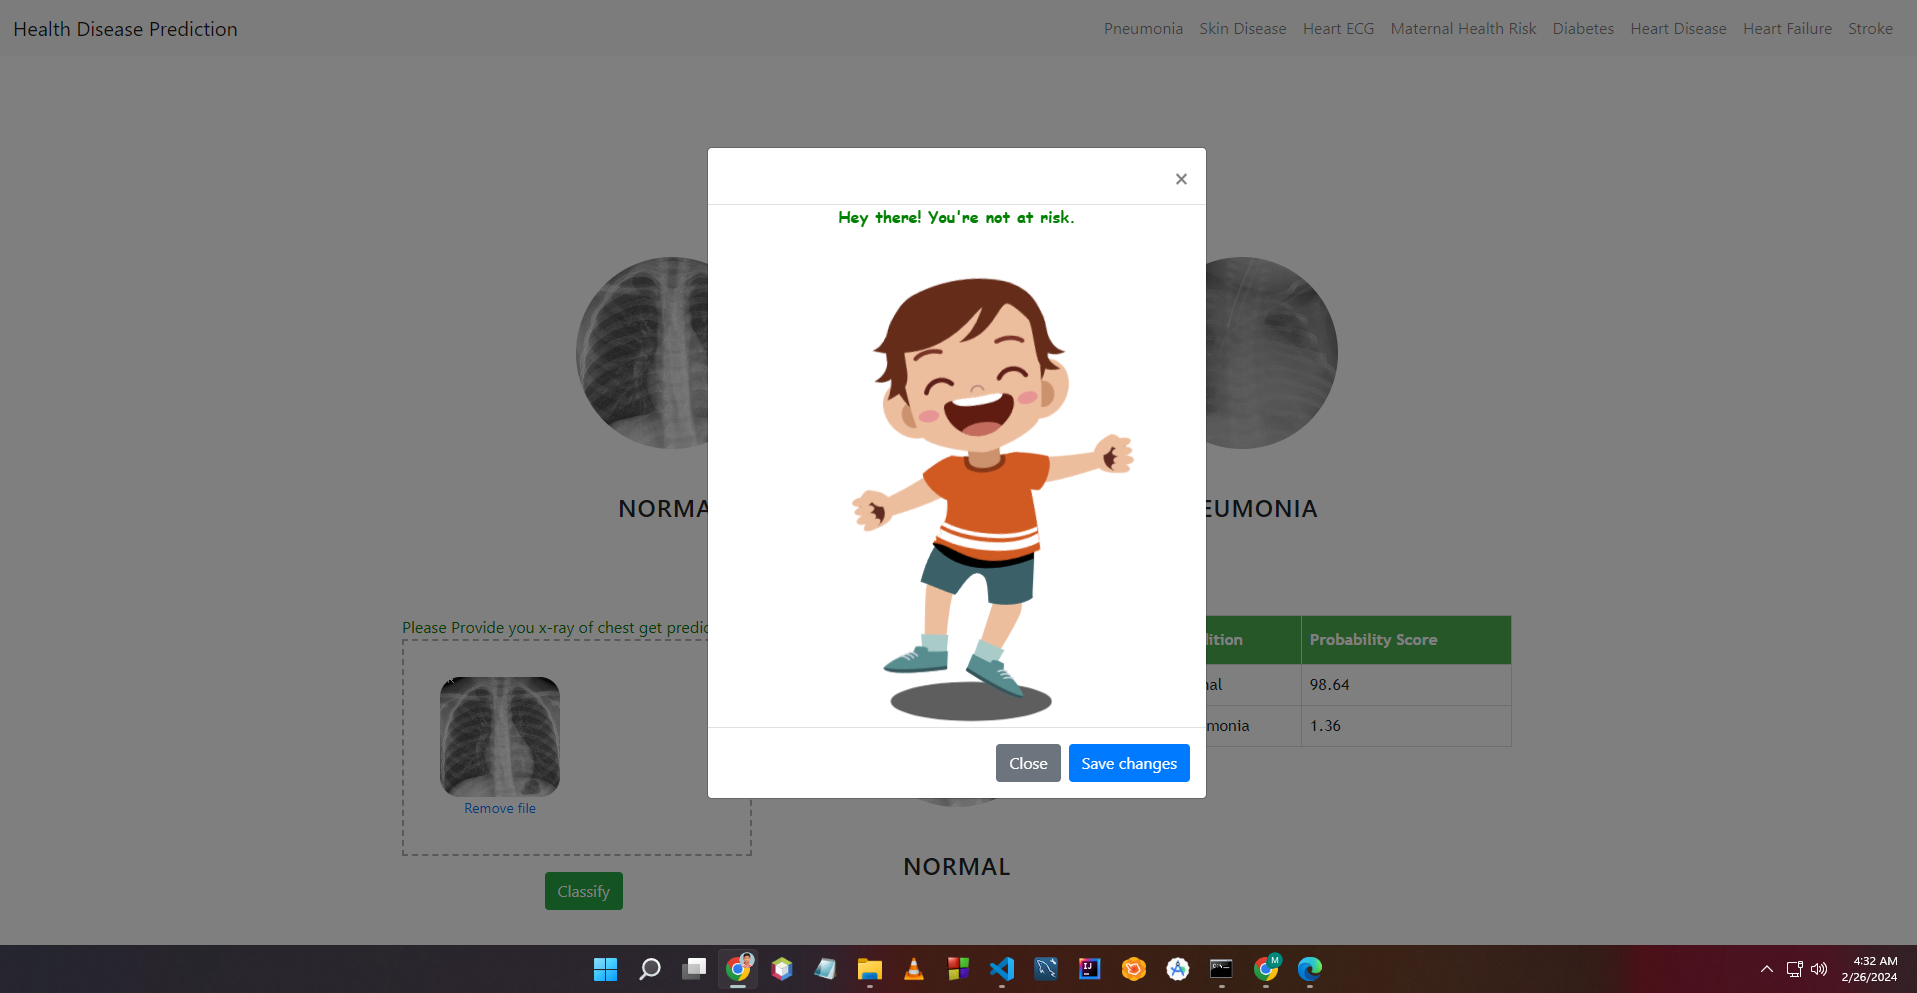 Health Disease Prediction
Pneumonia Skin Disease Heart ECG Maternal Health Risk Diabetes Heart Disease Heart Failure Stroke
×
Hey there! You're not at risk.
NORMA
EUMONIA
Please Provide you x-ray of chest get predic
dition Probability Score
nal 98.64
monia 1.36
Remove file
Close Save changes
NORMAL
Classify
4:32 AM
2/26/2024